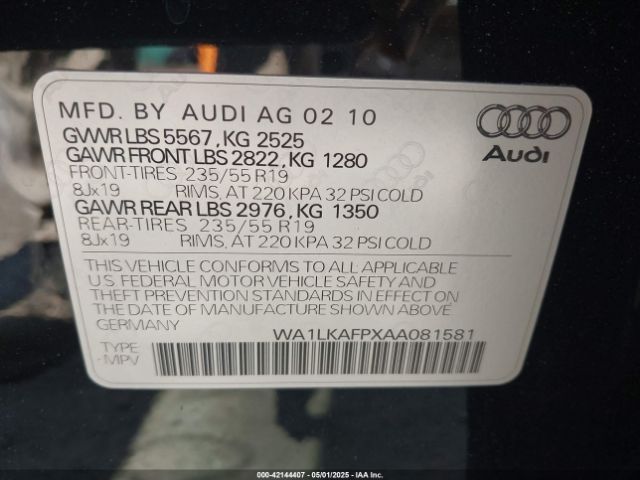 MFD. BY AUDI AG 02 10
GVWR LBS 5567, KG 2525
GAWR FRONT LBS 2822, KG 1280
FRONT-TIRES 235/55 R19
8Jx19 RIMS, AT 220 KPA 32 PSI COLD
GAWR REAR LBS 2976, KG 1350
REAR-TIRES 235/55 R19
8Jx19 RIMS, AT 220 KPA 32 PSI COLD
Audi
THIS VEHICLE CONFORMS TO ALL APPLICABLE
U S FEDERAL MOTOR VEHICLE SAFETY AND
THEFT PREVENTION STANDARDS IN EFFECT ON
THE DATE OF MANUFACTURE SHOWN ABOVE.
GERMANY WA1LKAFPXAA081581
TYPE
MPV
000-42144407 - 05/01/2025 - IAA Inc.